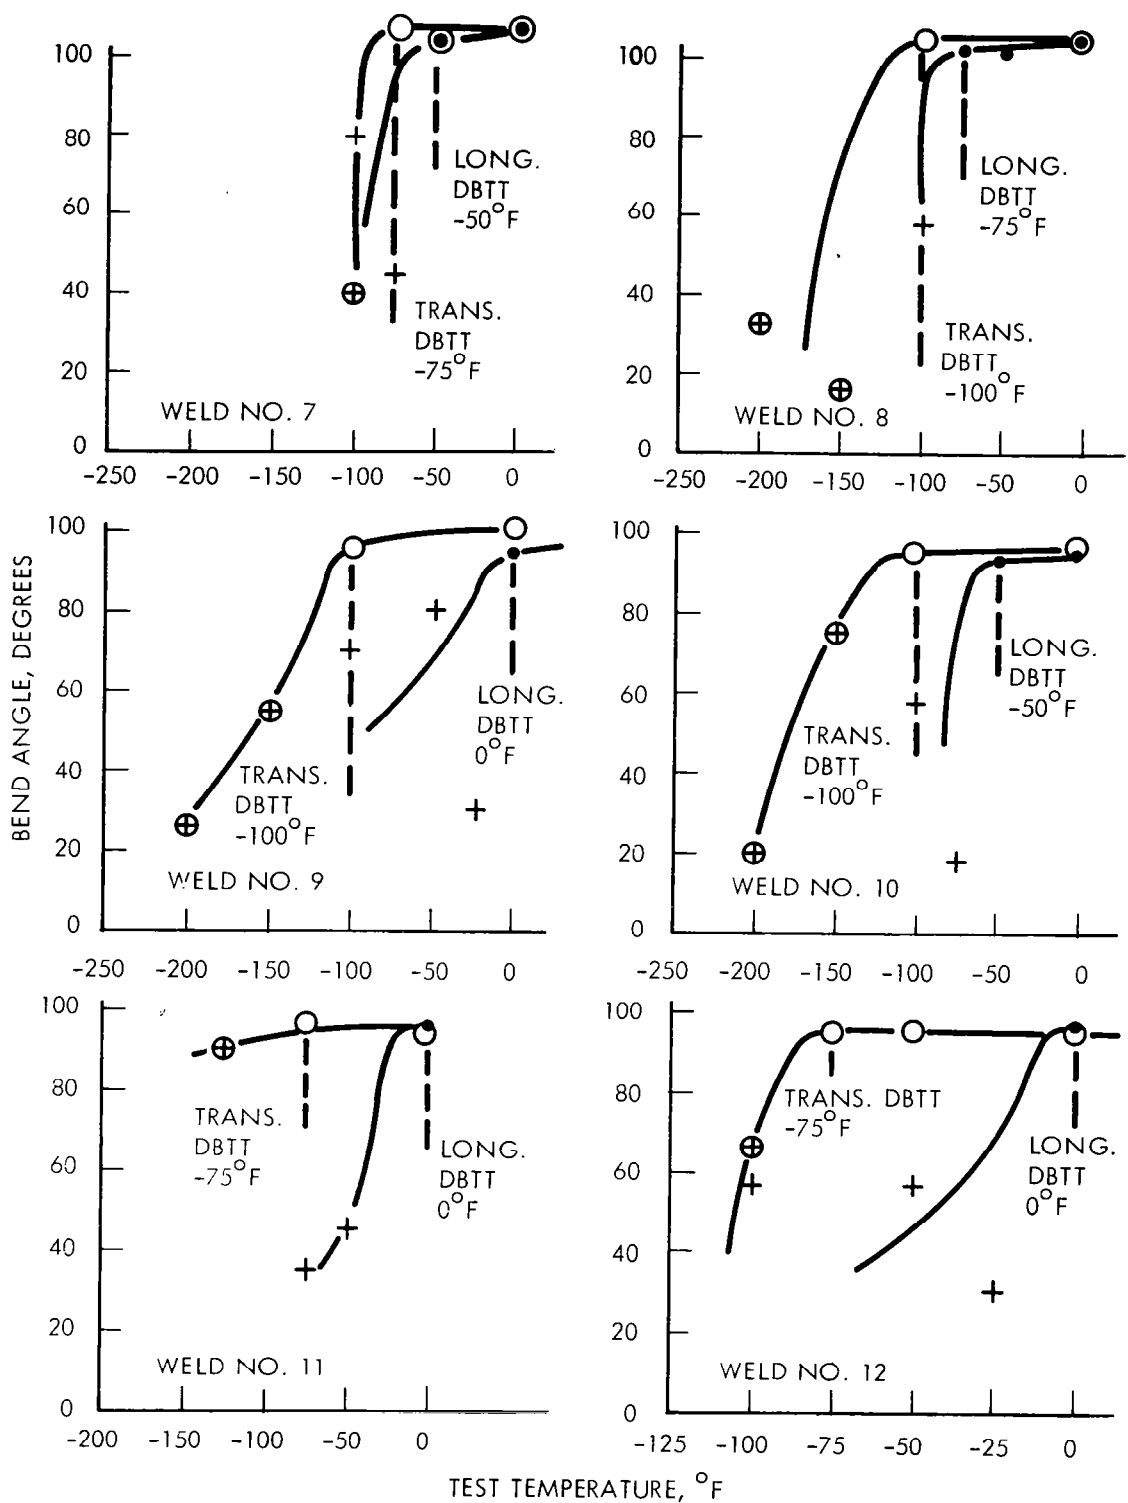 100
80
60
40
20
0
LONG.
DBTT
-50°F
TRANS.
DBTT
-75°F
WELD NO. 7
-250 -200 -150 -100 -50 0
100
80
60
40
20
0
LONG.
DBTT
-75°F
TRANS.
DBTT
-100°F
WELD NO. 8
-250 -200 -150 -100 -50 0
BEND ANGLE, DEGREES
100
80
60
40
20
0
LONG.
DBTT
0°F
TRANS.
DBTT
-100°F
WELD NO. 9
-250 -200 -150 -100 -50 0
100
80
60
40
20
0
LONG.
DBTT
-50°F
TRANS.
DBTT
-100°F
WELD NO. 10
-250 -200 -150 -100 -50 0
100
80
60
40
20
0
TRANS.
DBTT
-75°F
LONG.
DBTT
0°F
WELD NO. 11
-200 -150 -100 -50 0
100
80
60
40
20
0
TRANS. DBTT
-75°F
LONG.
DBTT
0°F
WELD NO. 12
-125 -100 -75 -50 -25 0
TEST TEMPERATURE, °F